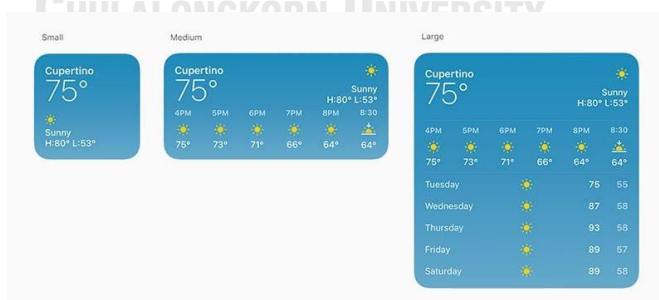 CHULALONGKORN UNIVERSITY
Small
Cupertino
75°
Sunny
H:80° L:53°
Medium
Cupertino
75°
Sunny
H:80° L:53°
4PM 5PM 6PM 7PM 8PM 8:30
75° 73° 71° 66° 64° 64°
Large
Cupertino
75°
Sunny
H:80° L:53°
4PM 5PM 6PM 7PM 8PM 8:30
75° 73° 71° 66° 64° 64°
Tuesday 75 55
Wednesday 87 58
Thursday 93 58
Friday 89 57
Saturday 89 58